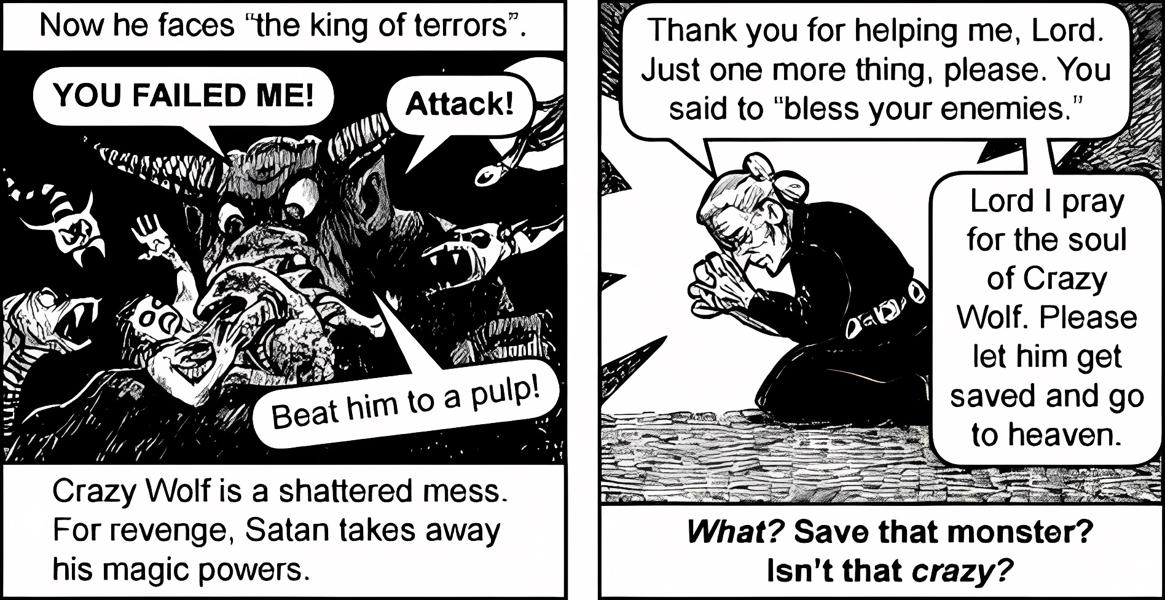 Now he faces “the king of terrors”.
YOU FAILED ME!
Attack!
Beat him to a pulp!
Crazy Wolf is a shattered mess.
For revenge, Satan takes away
his magic powers.
Thank you for helping me, Lord.
Just one more thing, please. You
said to “bless your enemies.”
Lord I pray
for the soul
of Crazy
Wolf. Please
let him get
saved and go
to heaven.
What? Save that monster?
Isn’t that crazy?